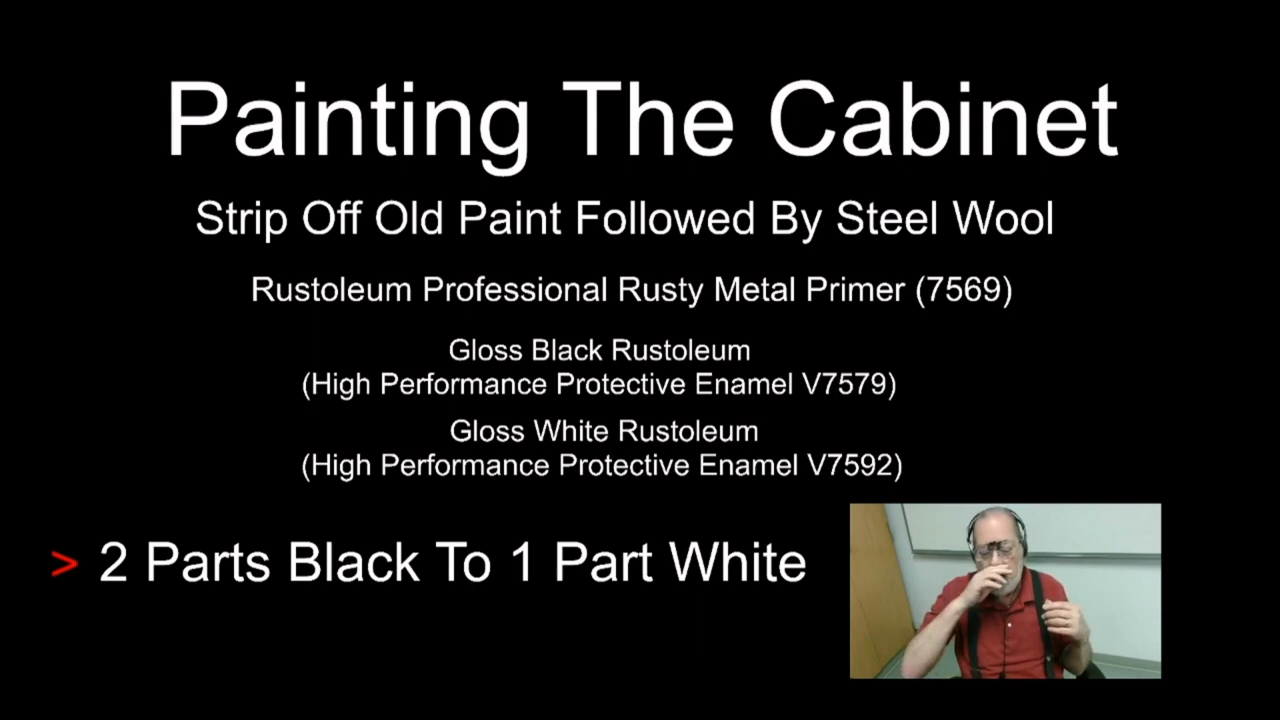 Painting The Cabinet
Strip Off Old Paint Followed By Steel Wool
Rustoleum Professional Rusty Metal Primer (7569)
Gloss Black Rustoleum
(High Performance Protective Enamel V7579)
Gloss White Rustoleum
(High Performance Protective Enamel V7592)
> 2 Parts Black To 1 Part White